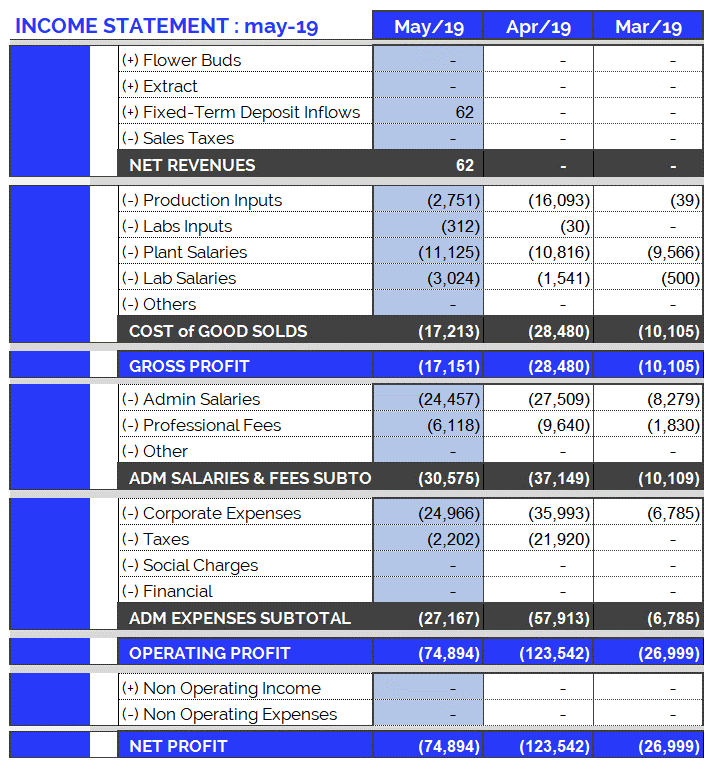 INCOME STATEMENT : may-19 May/19 Apr/19 Mar/19
(+) Flower Buds - - -
(+) Extract - - -
(+) Fixed-Term Deposit Inflows 62 - -
(-) Sales Taxes - - -
NET REVENUES 62 - -
(-) Production Inputs (2,751) (16,093) (39)
(-) Labs Inputs (312) (30) -
(-) Plant Salaries (11,125) (10,816) (9,566)
(-) Lab Salaries (3,024) (1,541) (500)
(-) Others - - -
COST of GOOD SOLDS (17,213) (28,480) (10,105)
GROSS PROFIT (17,151) (28,480) (10,105)
(-) Admin Salaries (24,457) (27,509) (8,279)
(-) Professional Fees (6,118) (9,640) (1,830)
(-) Other - - -
ADM SALARIES & FEES SUBTO (30,575) (37,149) (10,109)
(-) Corporate Expenses (24,966) (35,993) (6,785)
(-) Taxes (2,202) (21,920) -
(-) Social Charges - - -
(-) Financial - - -
ADM EXPENSES SUBTOTAL (27,167) (57,913) (6,785)
OPERATING PROFIT (74,894) (123,542) (26,999)
(+) Non Operating Income - - -
(-) Non Operating Expenses - - -
NET PROFIT (74,894) (123,542) (26,999)